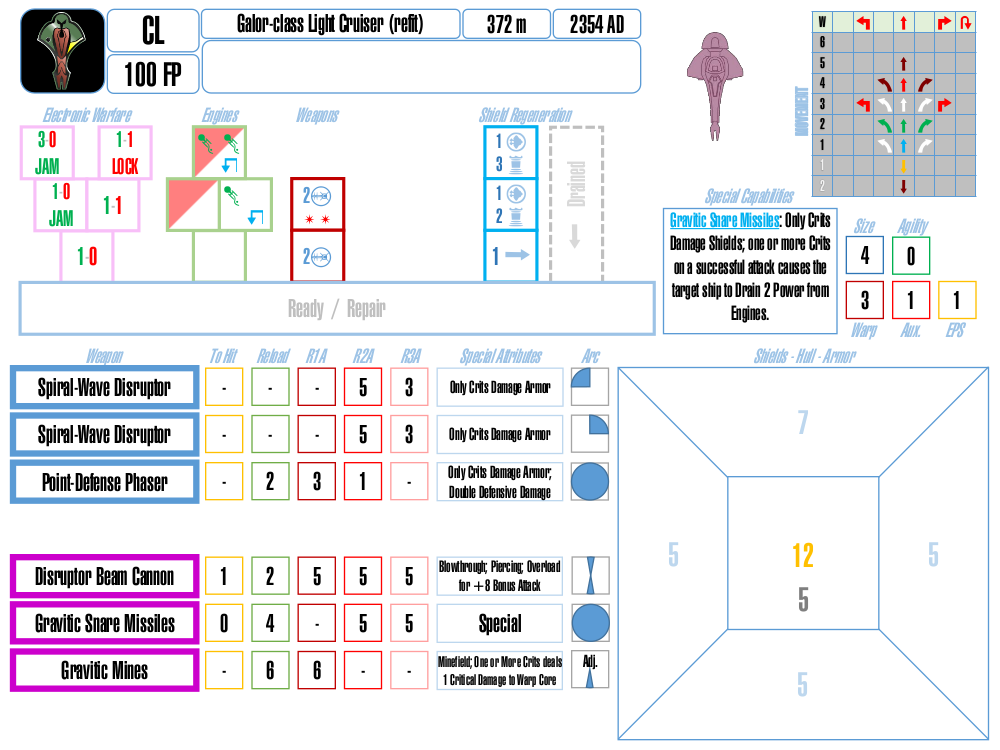 CL
Galor-class Light Cruiser (refit)
372 m
2354 AD
100 FP
Electronic Warfare
Engines
Weapons
Shield Regeneration
3-0
JAM
1-1
LOCK
1-0
JAM
1-1
1-0
2
2
1
3
1
2
1
Drained
Ready / Repair
MOVEMENT
W
6
5
4
3
2
1
1
2
Special Capabilities
Gravitic Snare Missiles: Only Crits
Damage Shields; one or more Crits
on a successful attack causes the
target ship to Drain 2 Power from
Engines.
Size
Agility
4
0
3
1
1
Warp
Aux.
EPS
Weapon
To Hit
Reload
R1A
R2A
R3A
Special Attributes
Arc
Spiral-Wave Disruptor
-
-
-
5
3
Only Crits Damage Armor
Spiral-Wave Disruptor
-
-
-
5
3
Only Crits Damage Armor
Point-Defense Phaser
-
2
3
1
-
Only Crits Damage Armor;
Double Defensive Damage
Disruptor Beam Cannon
1
2
5
5
5
Blowthrough; Piercing; Overload
for +8 Bonus Attack
Gravitic Snare Missiles
0
4
-
5
5
Special
Gravitic Mines
-
6
6
-
-
Minefield; One or More Crits deals
1 Critical Damage to Warp Core
Adj.
Shields - Hull - Armor
7
5
12
5
5
5